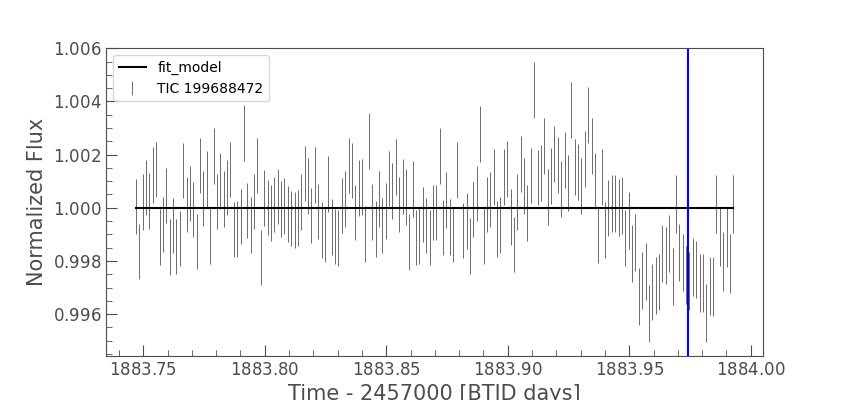 1.006
1.004
1.002
1.000
0.998
0.996
Normalized Flux
fit_model
TIC 199688472
1883.75 1883.80 1883.85 1883.90 1883.95 1884.00
Time - 2457000 [BTJD days]